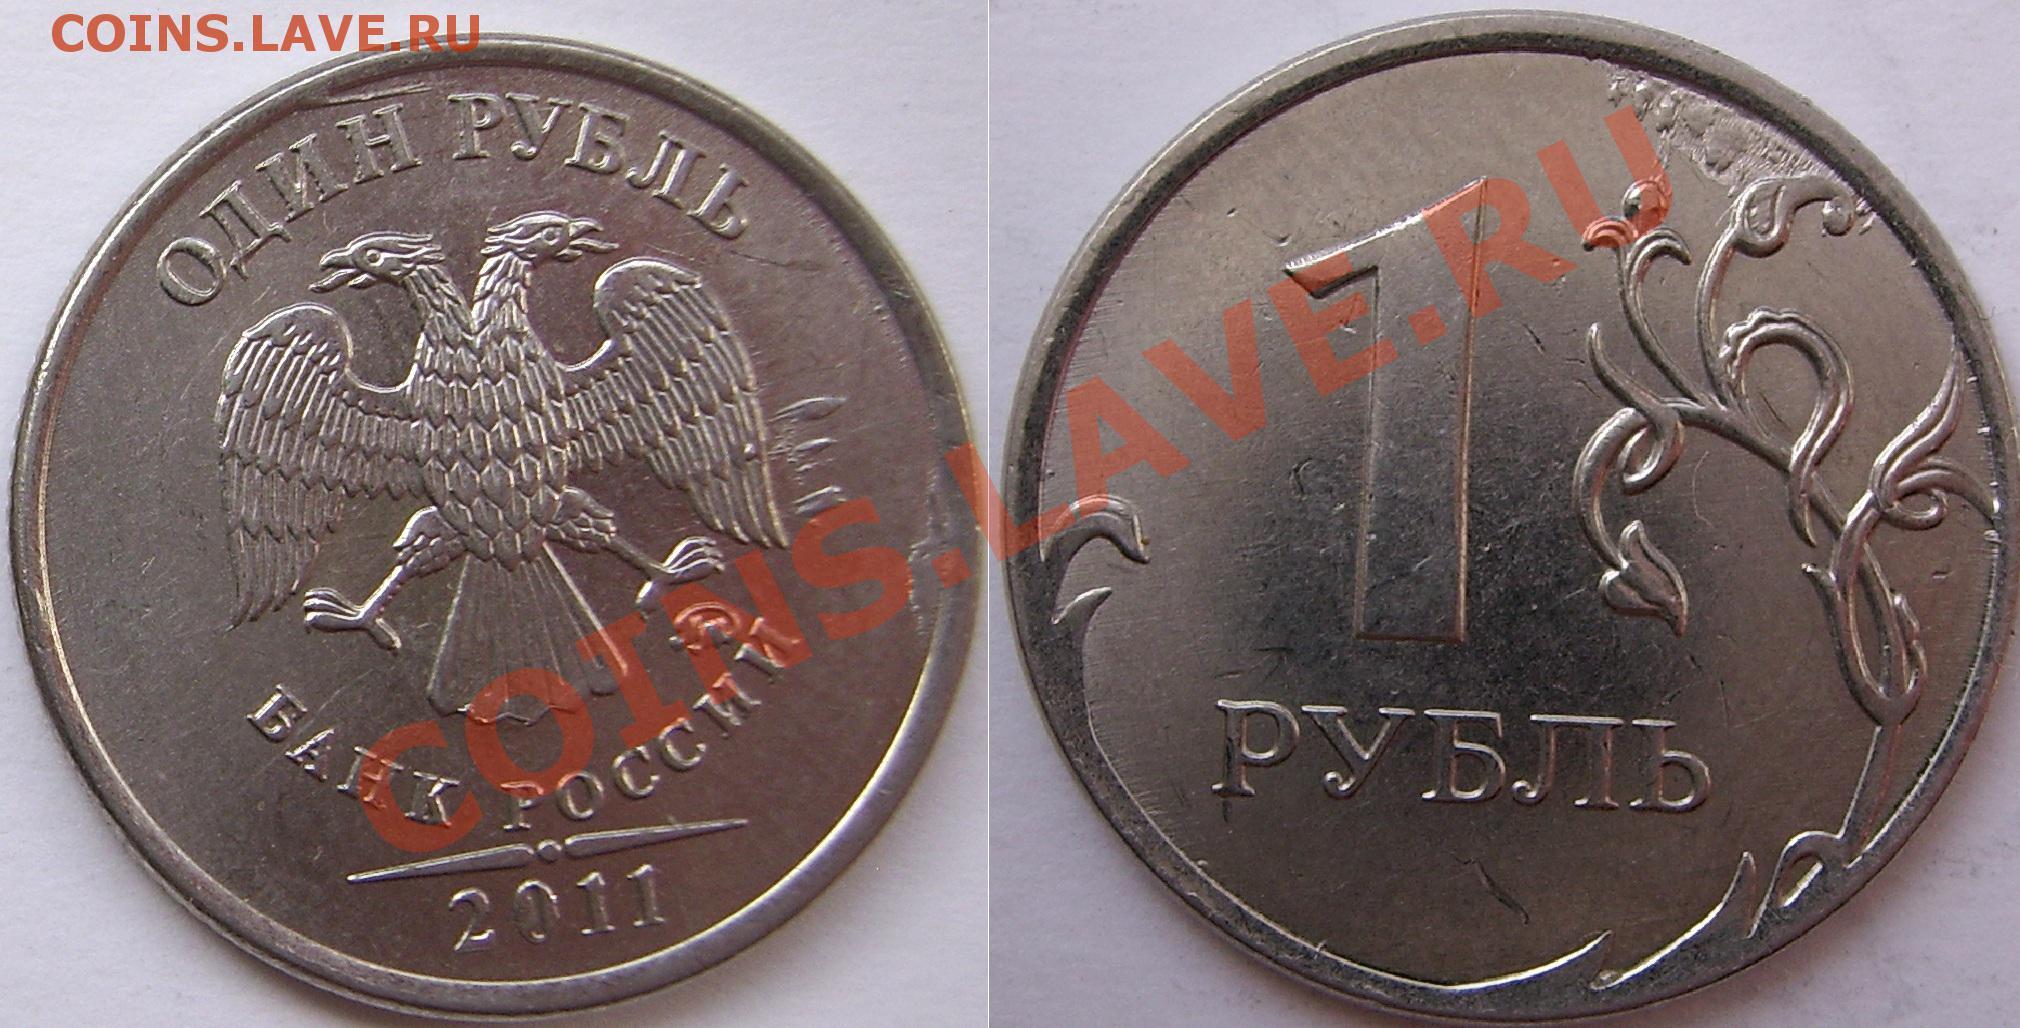 COINS.LAVE.RU
ОДИН РУБЛЬ
БАНК РОССИИ
2011
COINS.LAVE.RU
1
РУБЛЬ